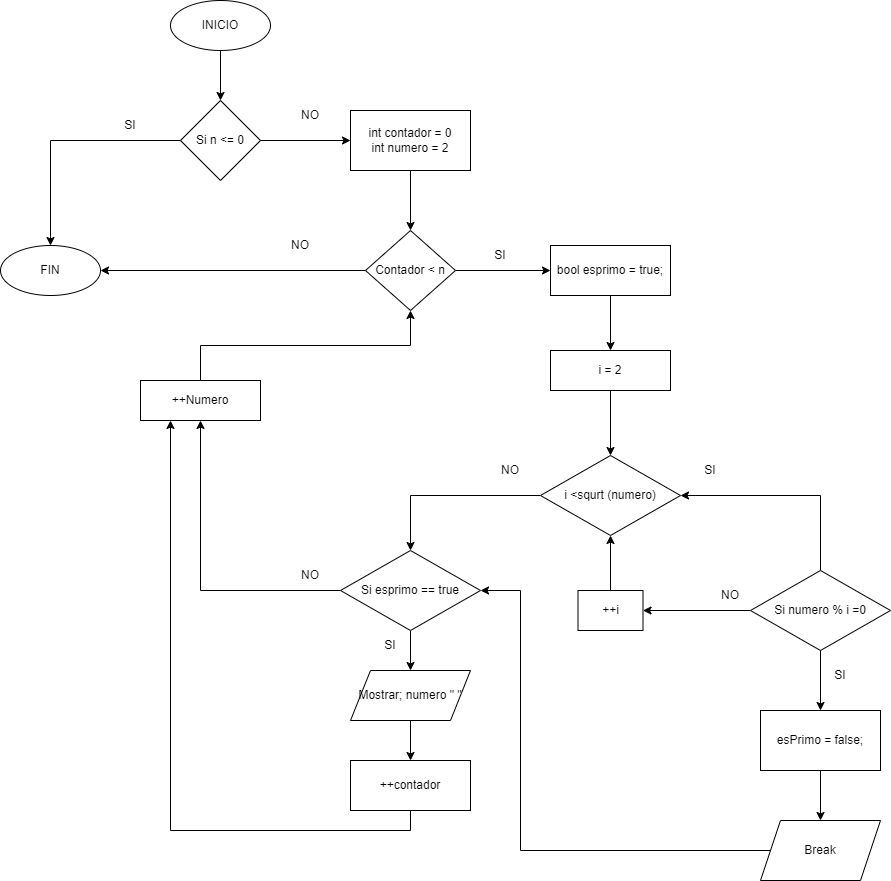 INICIO
SI
Si n <= 0
NO
int contador = 0
int numero = 2
FIN
NO
Contador < n
SI
bool esprimo = true;
i = 2
++Numero
NO
i <squrt (numero)
SI
NO
Si esprimo == true
++i
NO
Si numero % i =0
SI
SI
Mostrar; numero " "
esPrimo = false;
++contador
Break